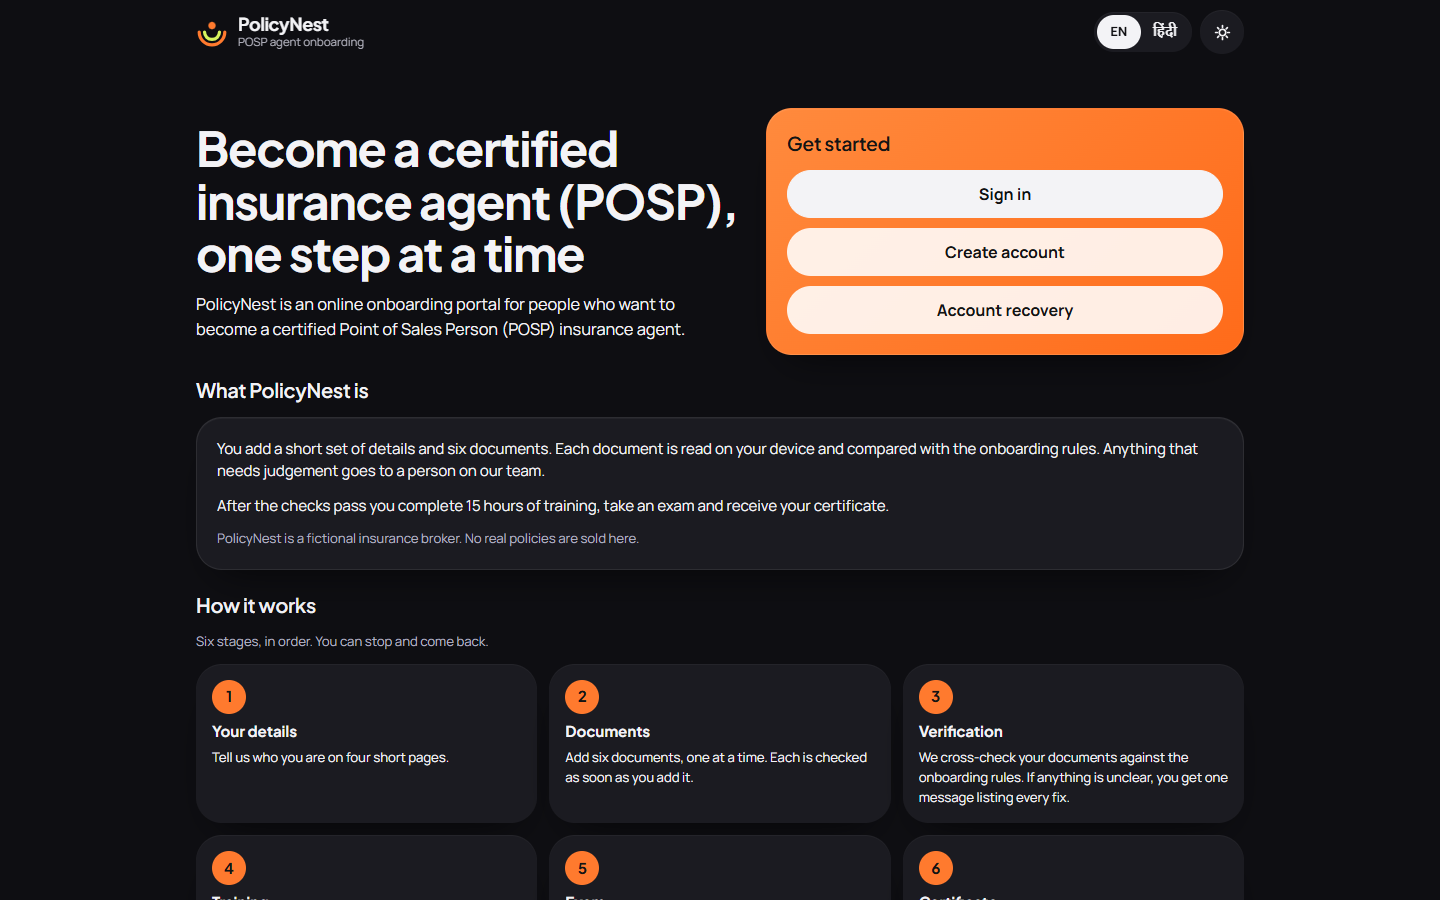 PolicyNest
POSP agent onboarding
EN
हिंदी
Become a certified
insurance agent (POSP),
one step at a time
PolicyNest is an online onboarding portal for people who want to
become a certified Point of Sales Person (POSP) insurance agent.
Get started
Sign in
Create account
Account recovery
What PolicyNest is
You add a short set of details and six documents. Each document is read on your device and compared with the onboarding rules. Anything that
needs judgement goes to a person on our team.
After the checks pass you complete 15 hours of training, take an exam and receive your certificate.
PolicyNest is a fictional insurance broker. No real policies are sold here.
How it works
Six stages, in order. You can stop and come back.
1
Your details
Tell us who you are on four short pages.
2
Documents
Add six documents, one at a time. Each is checked
as soon as you add it.
3
Verification
We cross-check your documents against the
onboarding rules. If anything is unclear, you get one
message listing every fix.
4
5
6